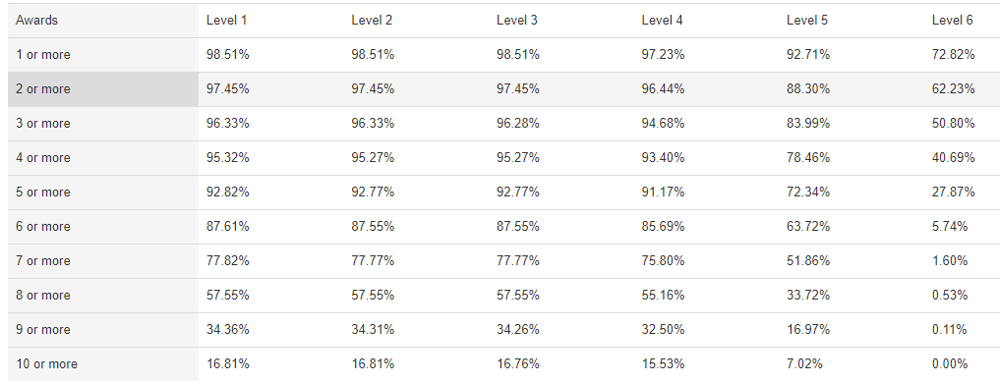 Awards Level 1 Level 2 Level 3 Level 4 Level 5 Level 6
1 or more 98.51% 98.51% 98.51% 97.23% 92.71% 72.82%
2 or more 97.45% 97.45% 97.45% 96.44% 88.30% 62.23%
3 or more 96.33% 96.33% 96.28% 94.68% 83.99% 50.80%
4 or more 95.32% 95.27% 95.27% 93.40% 78.46% 40.69%
5 or more 92.82% 92.77% 92.77% 91.17% 72.34% 27.87%
6 or more 87.61% 87.55% 87.55% 85.69% 63.72% 5.74%
7 or more 77.82% 77.77% 77.77% 75.80% 51.86% 1.60%
8 or more 57.55% 57.55% 57.55% 55.16% 33.72% 0.53%
9 or more 34.36% 34.31% 34.26% 32.50% 16.97% 0.11%
10 or more 16.81% 16.81% 16.76% 15.53% 7.02% 0.00%